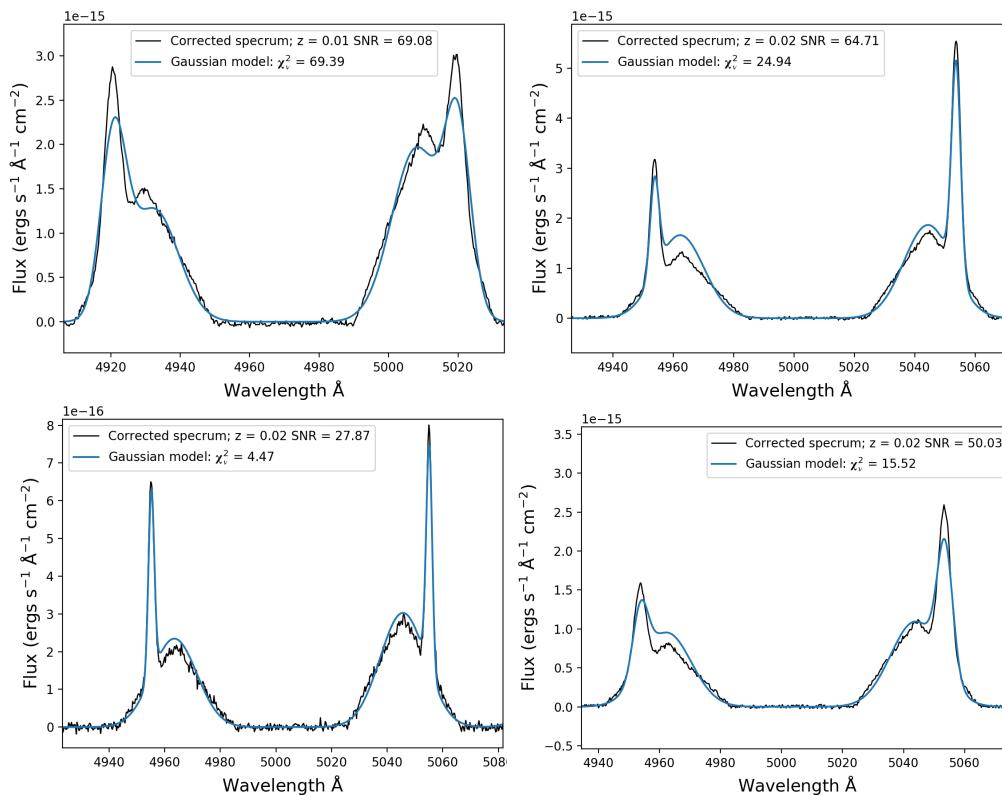 1e−15
Corrected specrum; z = 0.01 SNR = 69.08
Gaussian model: χ²ᵥ = 69.39
Flux (ergs s⁻¹ Å⁻¹ cm⁻²)
3.0
2.5
2.0
1.5
1.0
0.5
0.0
4920 4940 4960 4980 5000 5020
Wavelength Å
1e−15
Corrected specrum; z = 0.02 SNR = 64.71
Gaussian model: χ²ᵥ = 24.94
Flux (ergs s⁻¹ Å⁻¹ cm⁻²)
5
4
3
2
1
0
4940 4960 4980 5000 5020 5040 5060
Wavelength Å
1e−16
Corrected specrum; z = 0.02 SNR = 27.87
Gaussian model: χ²ᵥ = 4.47
Flux (ergs s⁻¹ Å⁻¹ cm⁻²)
8
7
6
5
4
3
2
1
0
4940 4960 4980 5000 5020 5040 5060 508
Wavelength Å
1e−15
Corrected specrum; z = 0.02 SNR = 50.03
Gaussian model: χ²ᵥ = 15.52
Flux (ergs s⁻¹ Å⁻¹ cm⁻²)
3.5
3.0
2.5
2.0
1.5
1.0
0.5
0.0
−0.5
4940 4960 4980 5000 5020 5040 5060
Wavelength Å